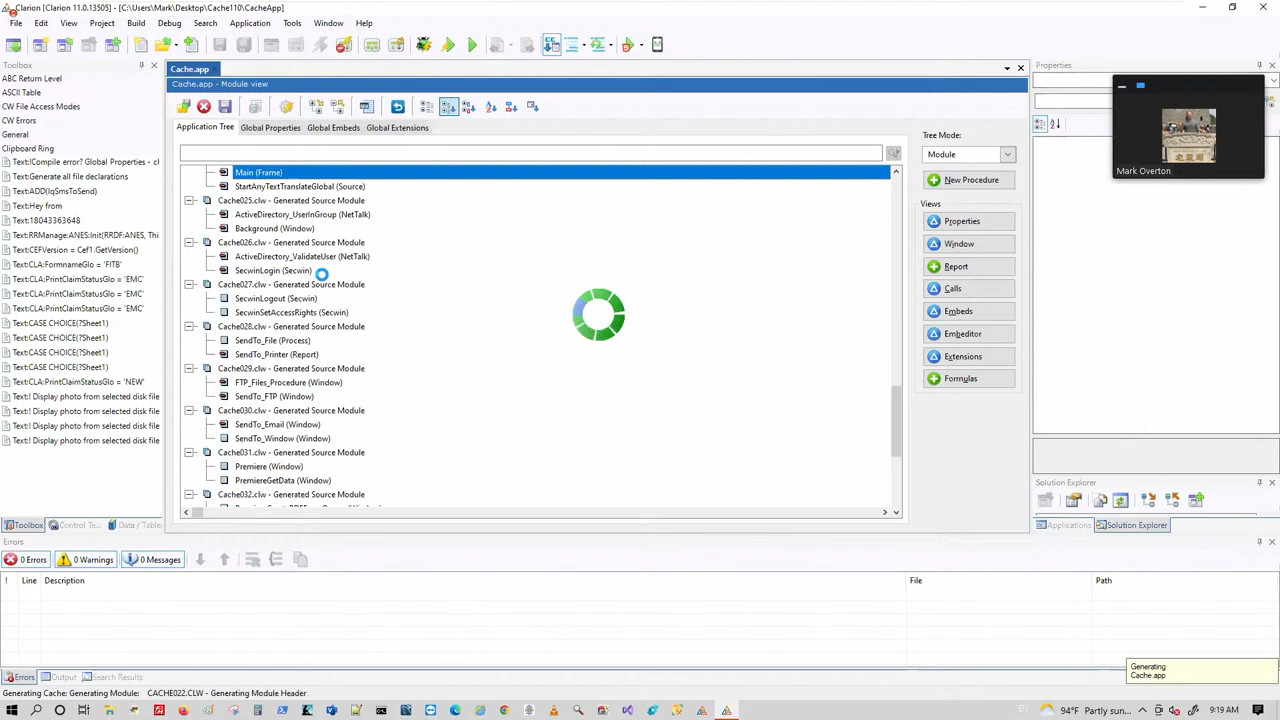 Clarion (Clarion 11.0.13505) - [C:\Users\Mark\Desktop\Cache110\CacheApp]
File Edit View Project Build Debug Search Application Tools Window Help
Toolbox
ABC Return Level
ASCII Table
CW File Access Modes
CW Errors
General
Clipboard Ring
Text:!Compile error? Global Properties - cl
Text:Generate all file declarations
Text:ADD(IqSmsToSend)
Text:Hey from
Text:18043363648
Text:RRManage:ANES:Init(RRDF:ANES, Thi
Text:CEFVersion = Cef1.GetVersion()
Text:CLA:FormnameGlo = 'FITB'
Text:CLA:PrintClaimStatusGlo = 'EMC'
Text:CLA:PrintClaimStatusGlo = 'EMC'
Text:CLA:PrintClaimStatusGlo = 'EMC'
Text:CASE CHOICE(?Sheet1)
Text:CASE CHOICE(?Sheet1)
Text:CASE CHOICE(?Sheet1)
Text:CASE CHOICE(?Sheet1)
Text:CLA:PrintClaimStatusGlo = 'NEW'
Text:! Display photo from selected disk file
Text:! Display photo from selected disk file
Text:! Display photo from selected disk file
Text:! Display photo from selected disk file
Toolbox Control Te... Data / Table
Cache.app
Cache.app - Module view
Application Tree Global Properties Global Embeds Global Extensions
Main (Frame)
StartAnyTextTranslateGlobal (Source)
Cache025.clw - Generated Source Module
ActiveDirectory_UserInGroup (NetTalk)
Background (Window)
Cache026.clw - Generated Source Module
ActiveDirectory_ValidateUser (NetTalk)
SecwinLogin (Secwin)
Cache027.clw - Generated Source Module
SecwinLogout (Secwin)
SecwinSetAccessRights (Secwin)
Cache028.clw - Generated Source Module
SendTo_File (Process)
SendTo_Printer (Report)
Cache029.clw - Generated Source Module
FTP_Files_Procedure (Window)
SendTo_FTP (Window)
Cache030.clw - Generated Source Module
SendTo_Email (Window)
SendTo_Window (Window)
Cache031.clw - Generated Source Module
Premiere (Window)
PremiereGetData (Window)
Cache032.clw - Generated Source Module
Tree Mode:
Module
New Procedure
Views
Properties
Window
Report
Calls
Embeds
Embeditor
Extensions
Formulas
Properties
Mark Overton
Solution Explorer
Applications Solution Explorer
Errors
0 Errors 0 Warnings 0 Messages
! Line Description File Path
Errors Output Search Results
Generating
Cache.app
Generating Cache: Generating Module: CACHE022.CLW - Generating Module Header
94°F Partly sun... 9:19 AM